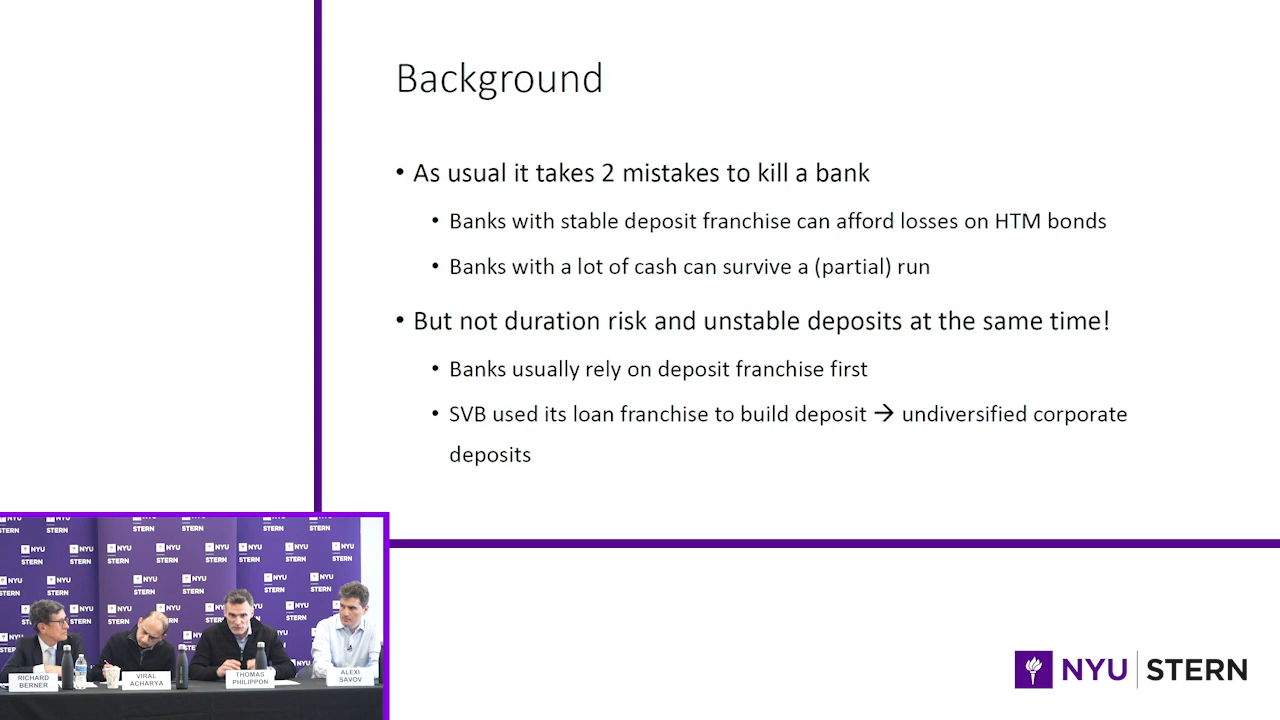 Background
• As usual it takes 2 mistakes to kill a bank
• Banks with stable deposit franchise can afford losses on HTM bonds
• Banks with a lot of cash can survive a (partial) run
• But not duration risk and unstable deposits at the same time!
• Banks usually rely on deposit franchise first
• SVB used its loan franchise to build deposit → undiversified corporate
deposits
NYU STERN
RICHARD
BERNER
VIRAL
ACHARYA
THOMAS
PHILIPPON
ALEXI
SAVOV
NYU | STERN